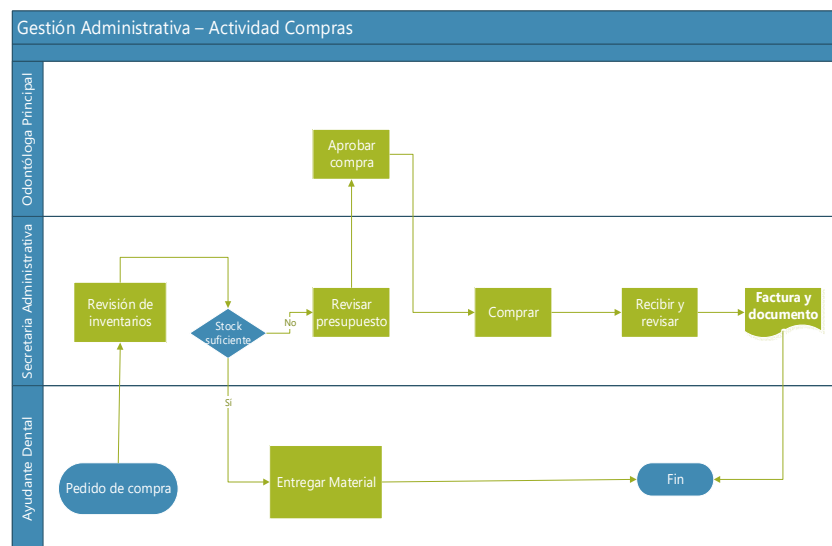 Gestión Administrativa – Actividad Compras
Odontóloga Principal
Aprobar
compra
Secretaria Administrativa
Revisión de
inventarios
Stock
suficiente
No
Revisar
presupuesto
Comprar
Recibir y
revisar
Factura y
documento
Si
Ayudante Dental
Pedido de compra
Entregar Material
Fin